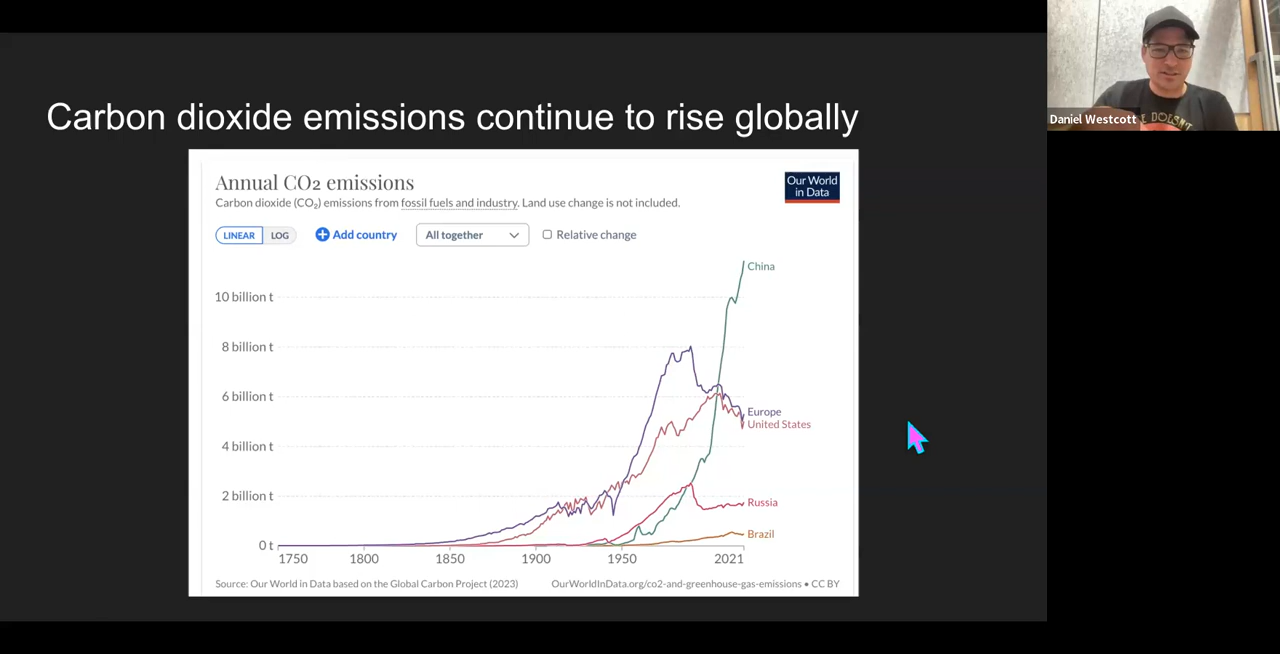 Carbon dioxide emissions continue to rise globally
Annual CO₂ emissions
Our World
in Data
Carbon dioxide (CO₂) emissions from fossil fuels and industry. Land use change is not included.
LINEAR LOG Add country All together Relative change
China
10 billion t
8 billion t
6 billion t
Europe
United States
4 billion t
2 billion t
Russia
Brazil
0 t
1750 1800 1850 1900 1950 2021
Source: Our World in Data based on the Global Carbon Project (2023) OurWorldInData.org/co2-and-greenhouse-gas-emissions • CC BY
Daniel Westcott
DOESN'T